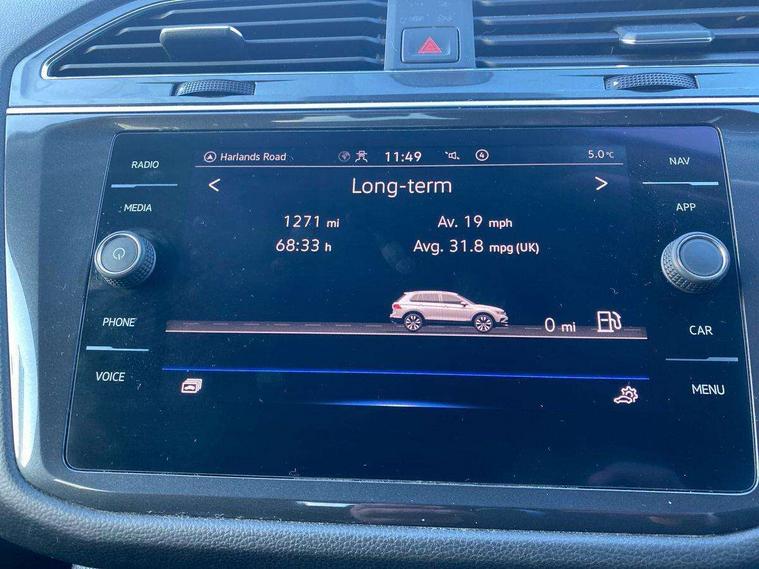 Harlands Road 11:49 4 5.0°C
RADIO
NAV
< Long-term >
MEDIA
APP
1271 mi Av. 19 mph
68:33 h Avg. 31.8 mpg (UK)
PHONE
0 mi
CAR
VOICE
MENU